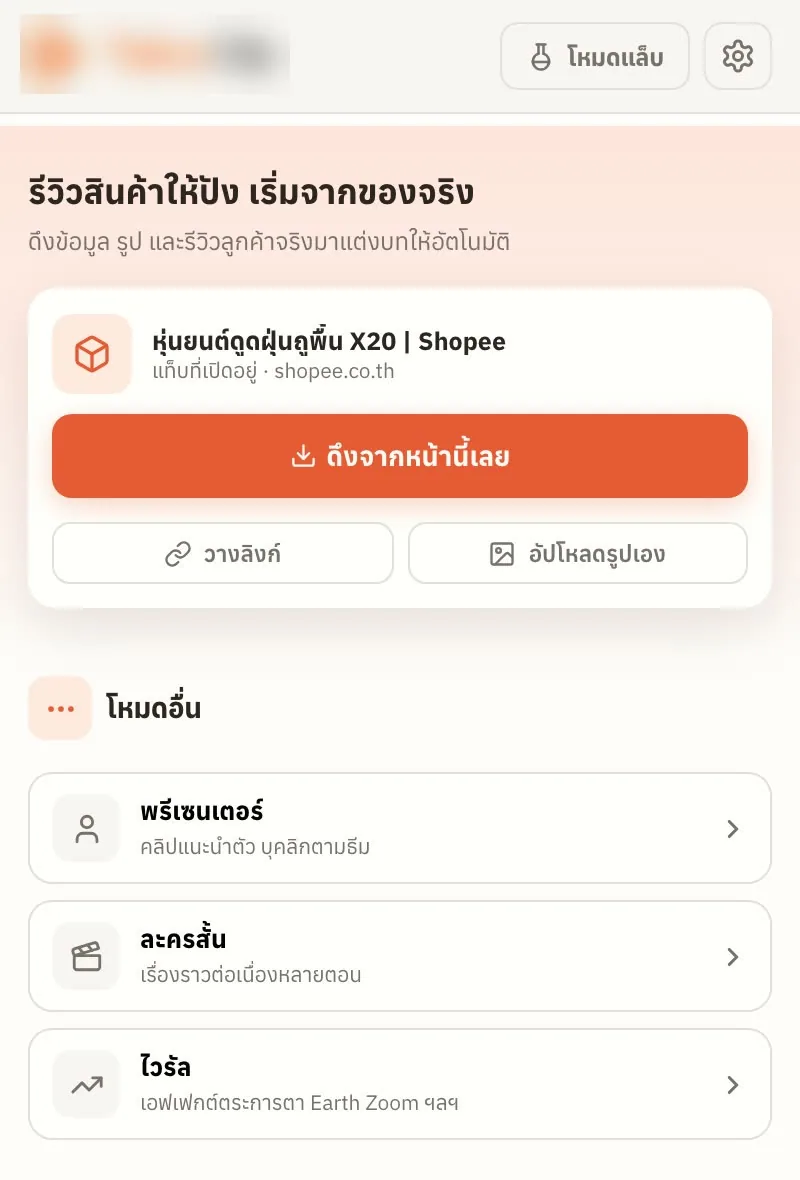 โหมดแล็บ
รีวิวสินค้าให้ปัง เริ่มจากของจริง
ดึงข้อมูล รูป และรีวิวลูกค้าจริงมาแต่งบทให้อัตโนมัติ
หุ่นยนต์ดูดฝุ่นถูพื้น X20 | Shopee
แท็บที่เปิดอยู่ · shopee.co.th
ดึงจากหน้านี้เลย
วางลิงก์
อัปโหลดรูปเอง
โหมดอื่น
พรีเซนเตอร์
คลิปแนะนำตัว บุคลิกตามธีม
ละครสั้น
เรื่องราวต่อเนื่องหลายตอน
ไวรัล
เอฟเฟกต์ตระการตา Earth Zoom ฯลฯ